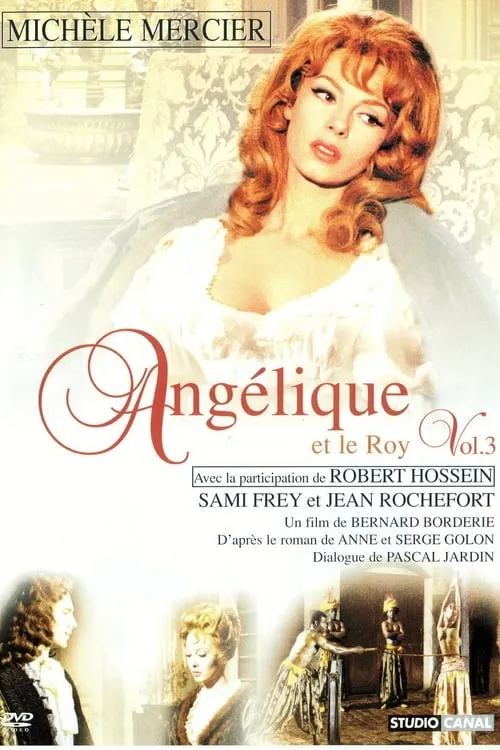 MICHÈLE MERCIER
Angélique
et le Roy Vol.3
Avec la participation de ROBERT HOSSEIN
SAMI FREY et JEAN ROCHEFORT
Un film de BERNARD BORDERIE
D'après le roman de ANNE et SERGE GOLON
Dialogue de PASCAL JARDIN
DVD
STUDIO CANAL